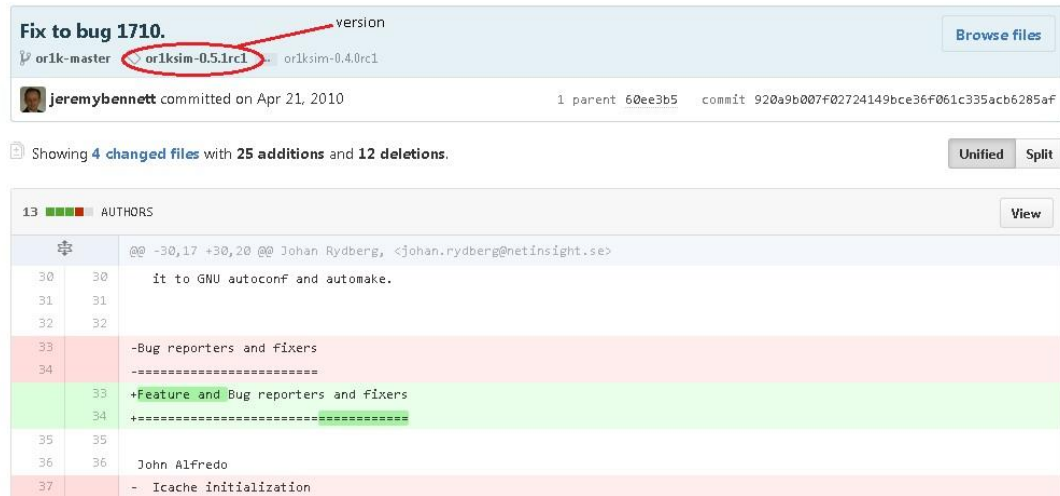 version
Fix to bug 1710.
Browse files
or1k-master or1ksim-0.5.1rc1 … or1ksim-0.4.0rc1
jeremybennett committed on Apr 21, 2010 1 parent 60ee3b5 commit 920a9b007f02724149bce36f061c335acb6285af
Showing 4 changed files with 25 additions and 12 deletions. Unified Split
13 AUTHORS View
@@ -30,17 +30,20 @@ Johan Rydberg, <johan.rydberg@netinsight.se>
30 30 it to GNU autoconf and automake.
31 31
32 32
33 -Bug reporters and fixers
34 -========================
33 +Feature and Bug reporters and fixers
34 +====================================
35 35
36 36 John Alfredo
37 - Icache initialization